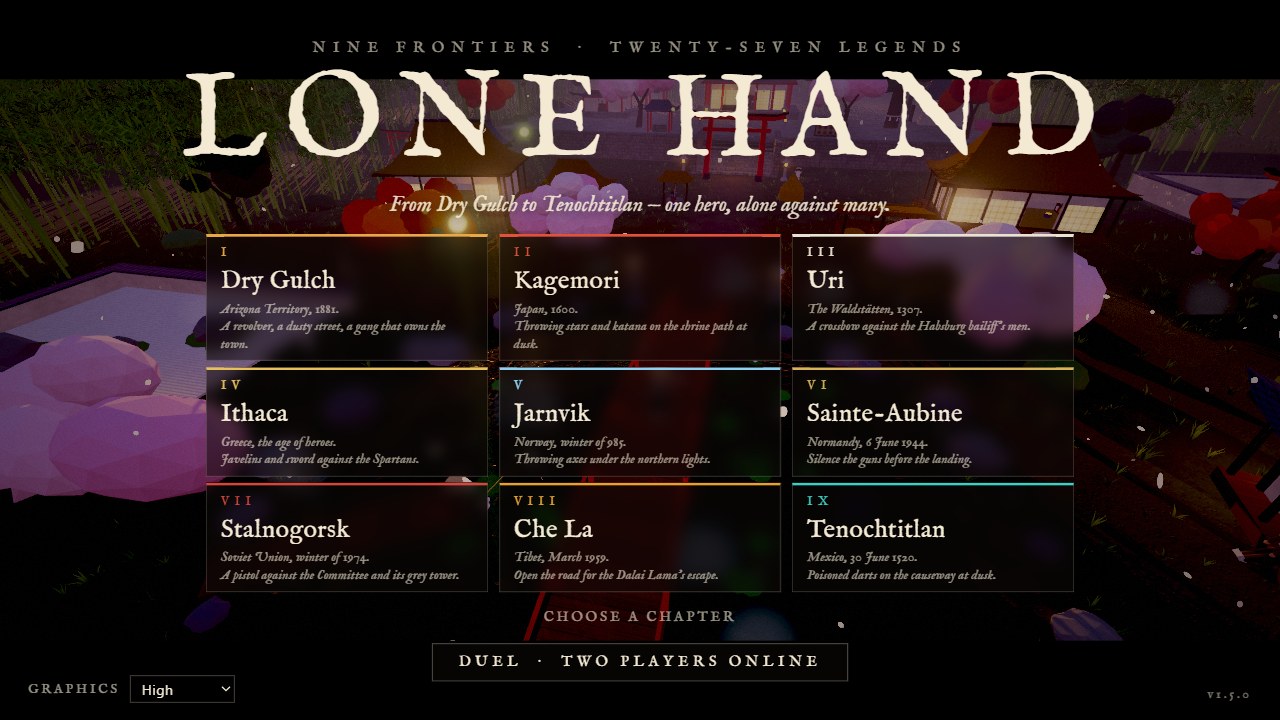 NINE FRONTIERS · TWENTY-SEVEN LEGENDS
LONE HAND
From Dry Gulch to Tenochtitlan – one hero, alone against many.
I
Dry Gulch
Arizona Territory, 1881.
A revolver, a dusty street, a gang that owns the
town.
II
Kagemori
Japan, 1600.
Throwing stars and katana on the shrine path at
dusk.
III
Uri
The Waldstätten, 1307.
A crossbow against the Habsburg bailiff's men.
IV
Ithaca
Greece, the age of heroes.
Javelins and sword against the Spartans.
V
Jarnvik
Norway, winter of 985.
Throwing axes under the northern lights.
VI
Sainte-Aubine
Normandy, 6 June 1944.
Silence the guns before the landing.
VII
Stalnogorsk
Soviet Union, winter of 1974.
A pistol against the Committee and its grey tower.
VIII
Che La
Tibet, March 1959.
Open the road for the Dalai Lama's escape.
IX
Tenochtitlan
Mexico, 30 June 1520.
Poisoned darts on the causeway at dusk.
CHOOSE A CHAPTER
DUEL · TWO PLAYERS ONLINE
GRAPHICS High
v1.5.0